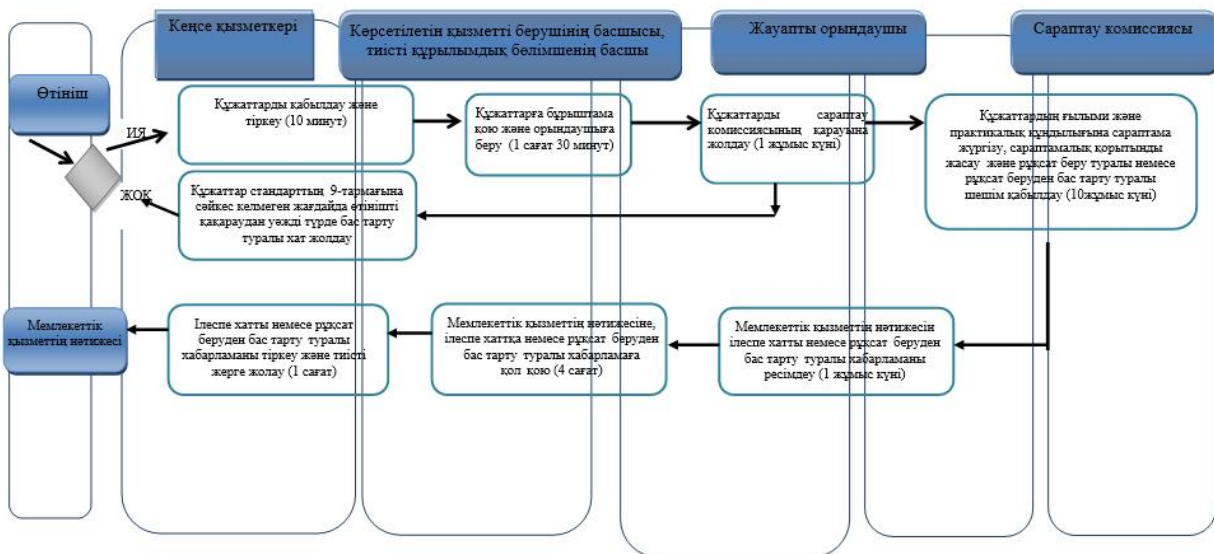 Кеңсе қызметкері
Көрсетілетін қызметті берушінің басшысы,
тиісті құрылымдық бөлімшенің басшы
Жауапты орындаушы
Сараптау комиссиясы
Өтініш
ИЯ
ЖОҚ
Құжаттарды қабылдау және
тіркеу (10 минут)
Құжаттарға бұрыштама
қою және орындаушыға
беру (1 сағат 30 минут)
Құжаттарды сараптау
комиссиясының қарауына
жолдау (1 жұмыс күні)
Құжаттардың ғылыми және
практикалық құндылығына сараптама
жүргізу, сараптамалық қорытынды
жасау және рұқсат беру туралы немесе
рұқсат беруден бас тарту туралы
шешім қабылдау (10жұмыс күні)
Құжаттар стандарттың 9-тармағына
сәйкес келмеген жағдайда өтінішті
қақараудан уәжді түрде бас тарту
туралы хат жолдау
Мемлекеттік
қызметтің нәтижесі
Ілеспе хатты немесе рұқсат
беруден бас тарту туралы
хабарламаны тіркеу және тиісті
жерге жолау (1 сағат)
Мемлекеттік қызметтің нәтижесіне,
ілеспе хатқа немесе рұқсат беруден
бас тарту туралы хабарламаға
қол қою (4 сағат)
Мемлекеттік қызметтің нәтижесін
ілеспе хатты немесе рұқсат беруден
бас тарту туралы хабарламаны
ресімдеу (1 жұмыс күні)